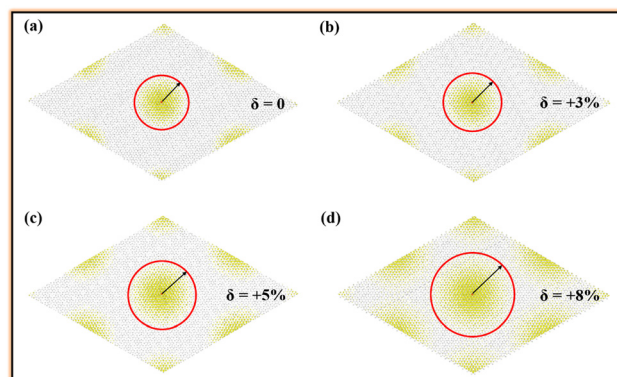 (a)
δ = 0
(b)
δ = +3%
(c)
δ = +5%
(d)
δ = +8%